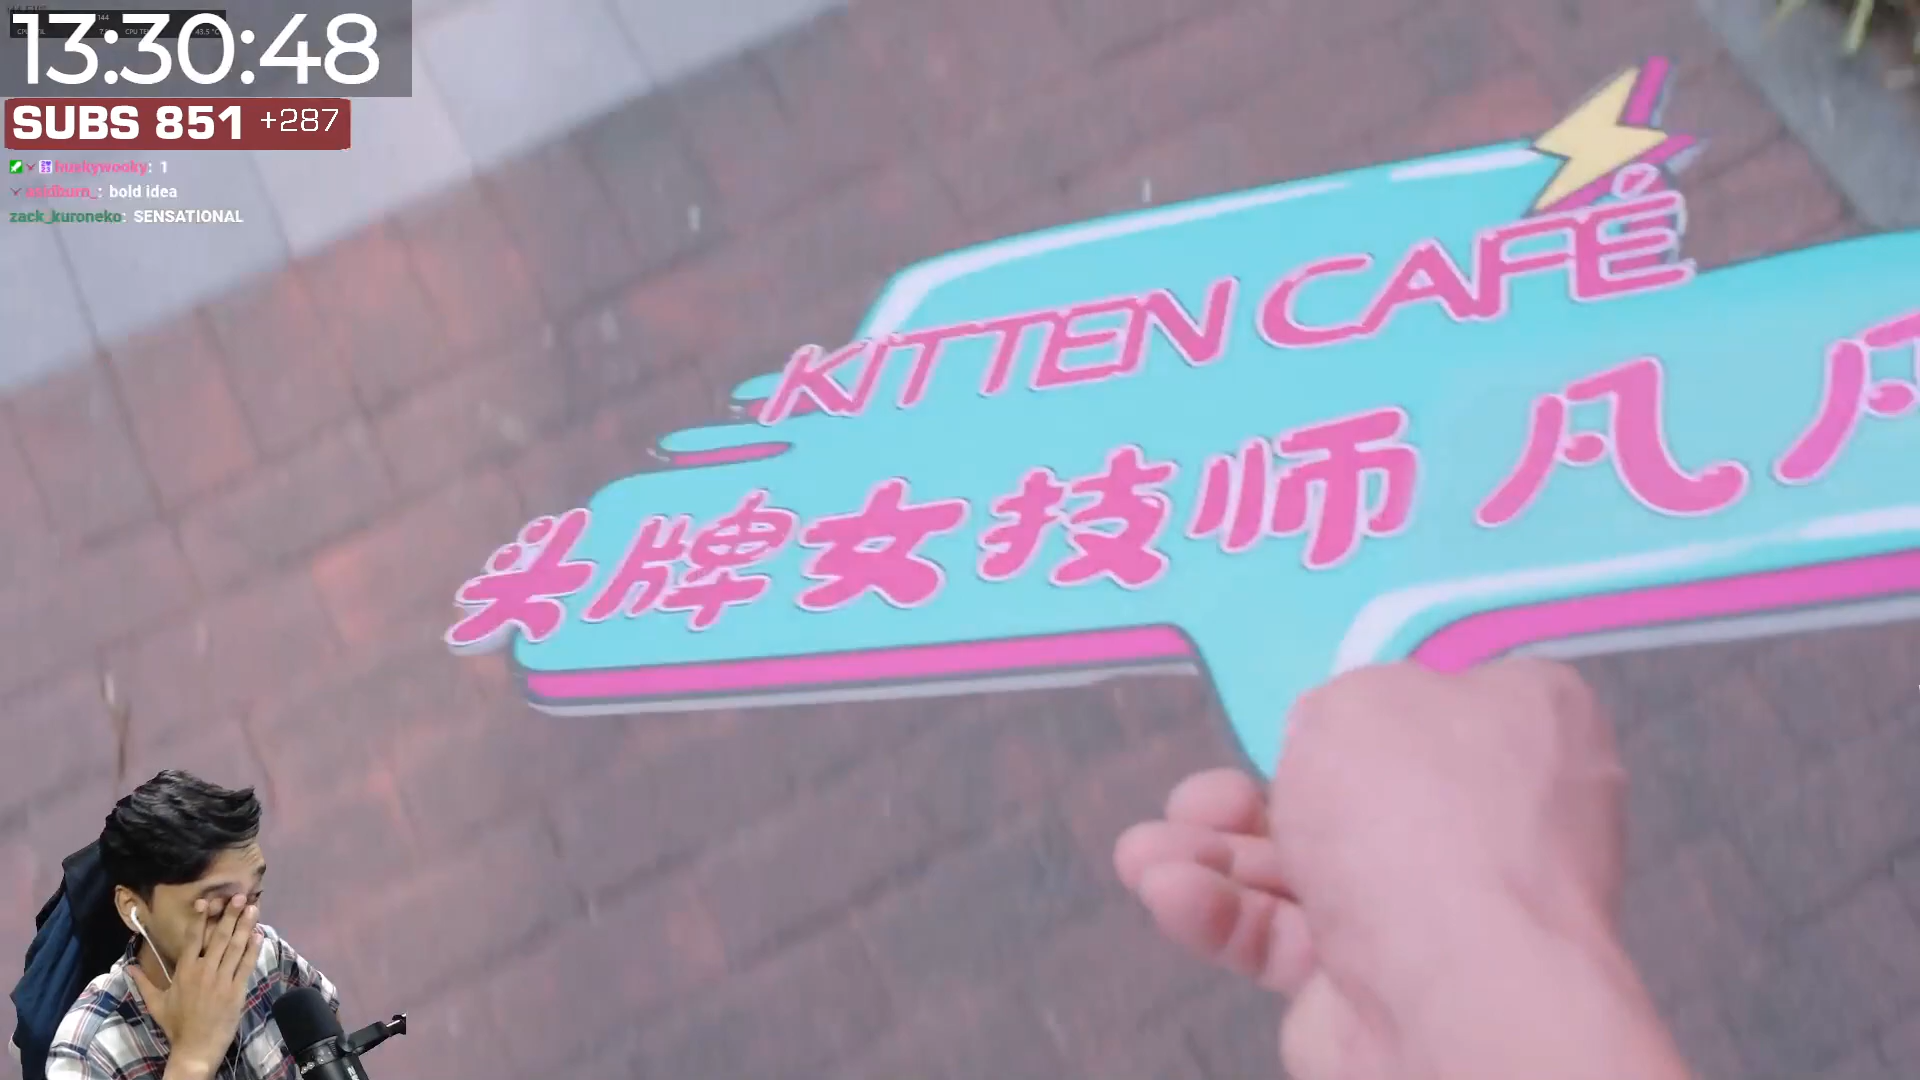 13:30:48
SUBS 851 +287
huskywooky: 1
bold idea
zack_kuroneko: SENSATIONAL
KITTEN CAFÉ
头牌女技师 凡